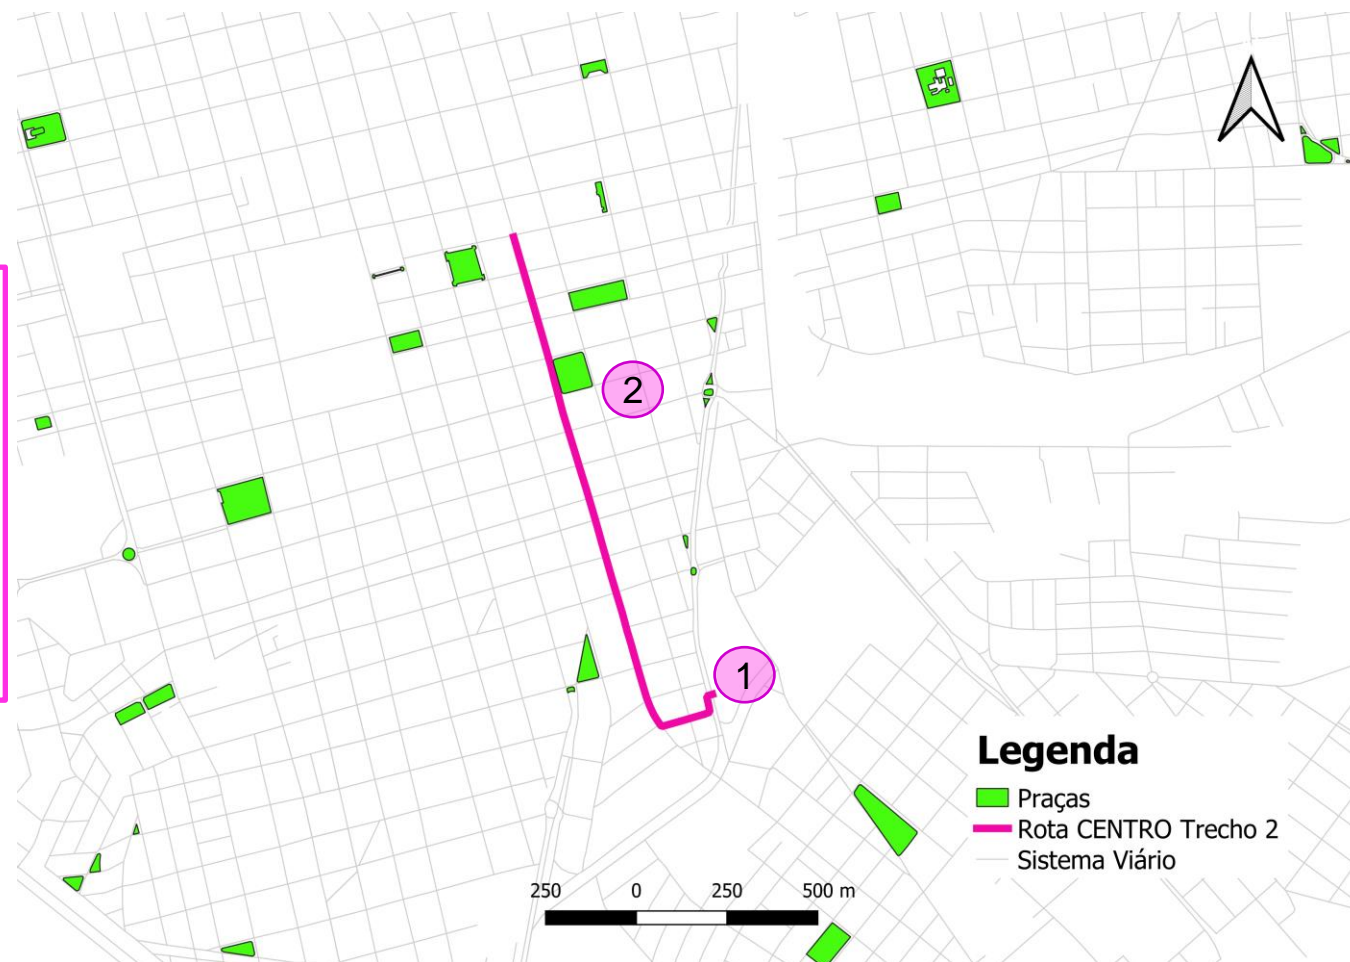 2
1
Legenda
Praças
Rota CENTRO Trecho 2
Sistema Viário
250 0 250 500 m